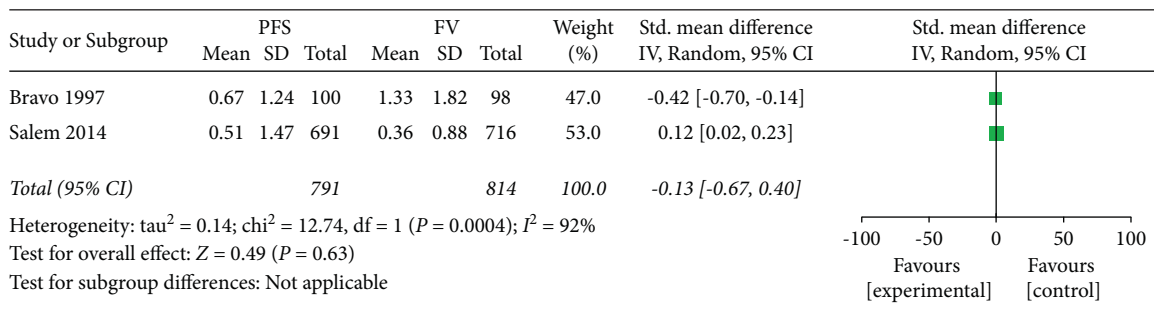 PFS FV Weight Std. mean difference Std. mean difference
Study or Subgroup Mean SD Total Mean SD Total (%) IV, Random, 95% CI IV, Random, 95% CI
Bravo 1997 0.67 1.24 100 1.33 1.82 98 47.0 -0.42 [-0.70, -0.14]
Salem 2014 0.51 1.47 691 0.36 0.88 716 53.0 0.12 [0.02, 0.23]
Total (95% CI) 791 814 100.0 -0.13 [-0.67, 0.40]
Heterogeneity: tau² = 0.14; chi² = 12.74, df = 1 (P = 0.0004); I² = 92%
Test for overall effect: Z = 0.49 (P = 0.63)
Test for subgroup differences: Not applicable
-100 -50 0 50 100
Favours Favours
[experimental] [control]